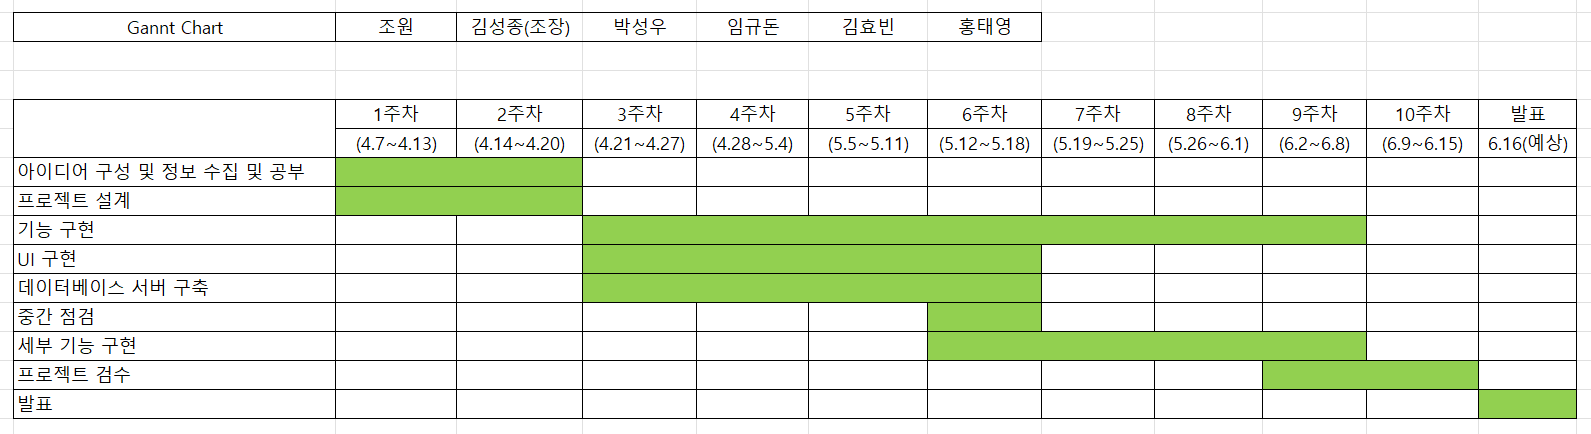 Gannt Chart 조원 김성종(조장) 박성우 임규돈 김효빈 홍태영
1주차 2주차 3주차 4주차 5주차 6주차 7주차 8주차 9주차 10주차 발표
(4.7~4.13) (4.14~4.20) (4.21~4.27) (4.28~5.4) (5.5~5.11) (5.12~5.18) (5.19~5.25) (5.26~6.1) (6.2~6.8) (6.9~6.15) 6.16(예상)
아이디어 구성 및 정보 수집 및 공부
프로젝트 설계
기능 구현
UI 구현
데이터베이스 서버 구축
중간 점검
세부 기능 구현
프로젝트 검수
발표